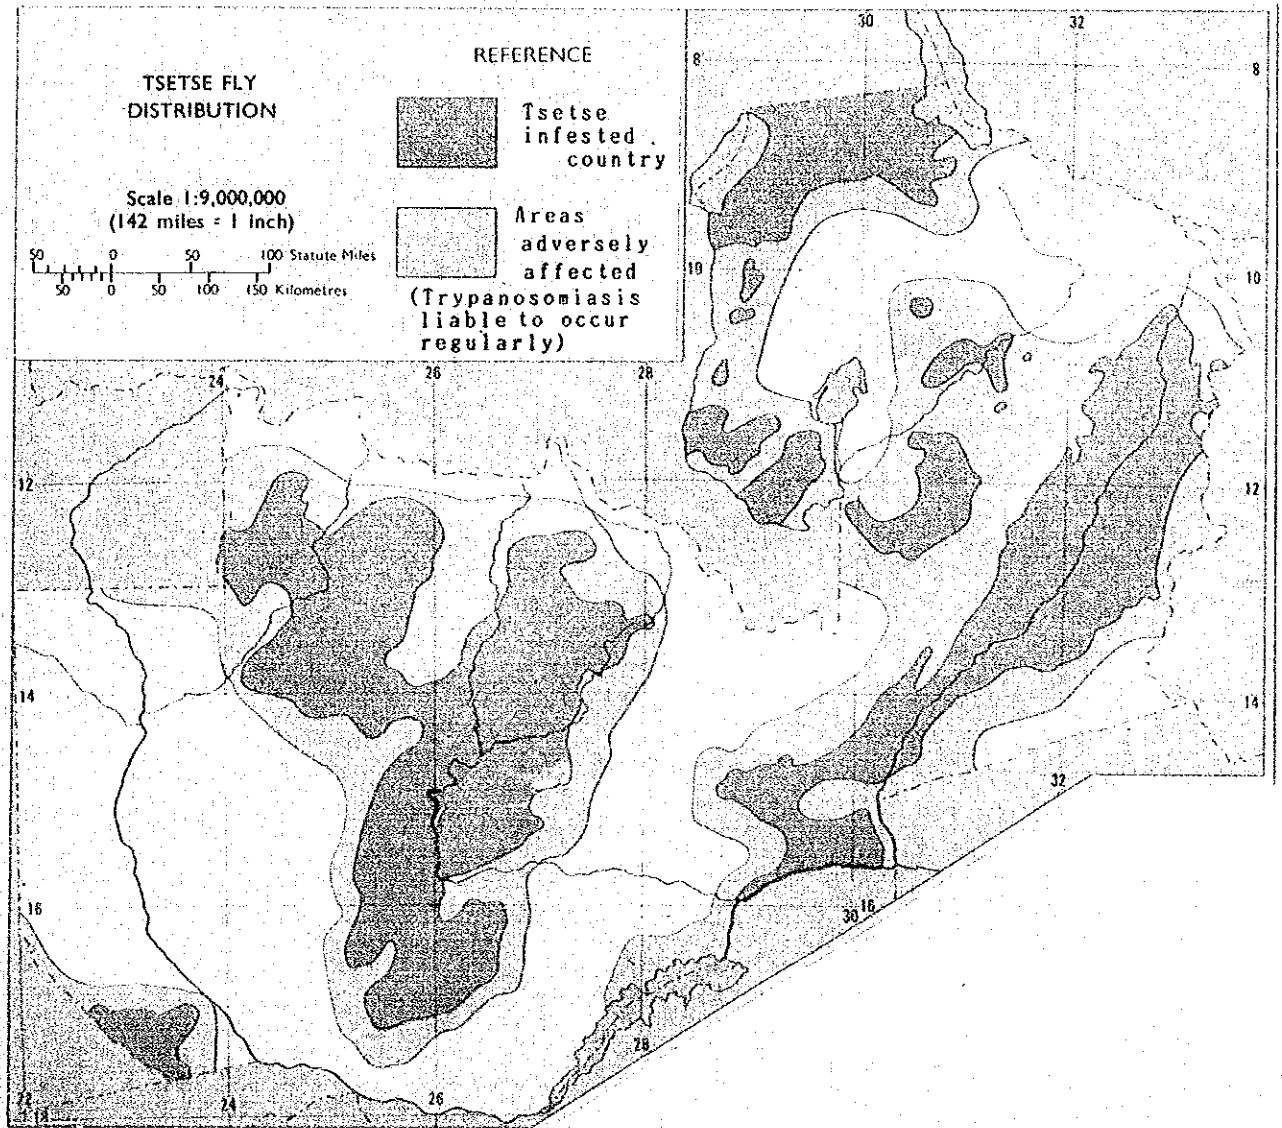 TSETSE FLY
DISTRIBUTION
Scale 1:9,000,000
(142 miles = 1 inch)
50 0 50 100 Statute Miles
50 0 50 100 150 Kilometres
REFERENCE
Tsetse
infested
country
Areas
adversely
affected
(Trypanosomiasis
liable to occur
regularly)
30 32
8 8
10 10
24 26 28
12 12
14 14
32
16 30 16
28
22 24 26